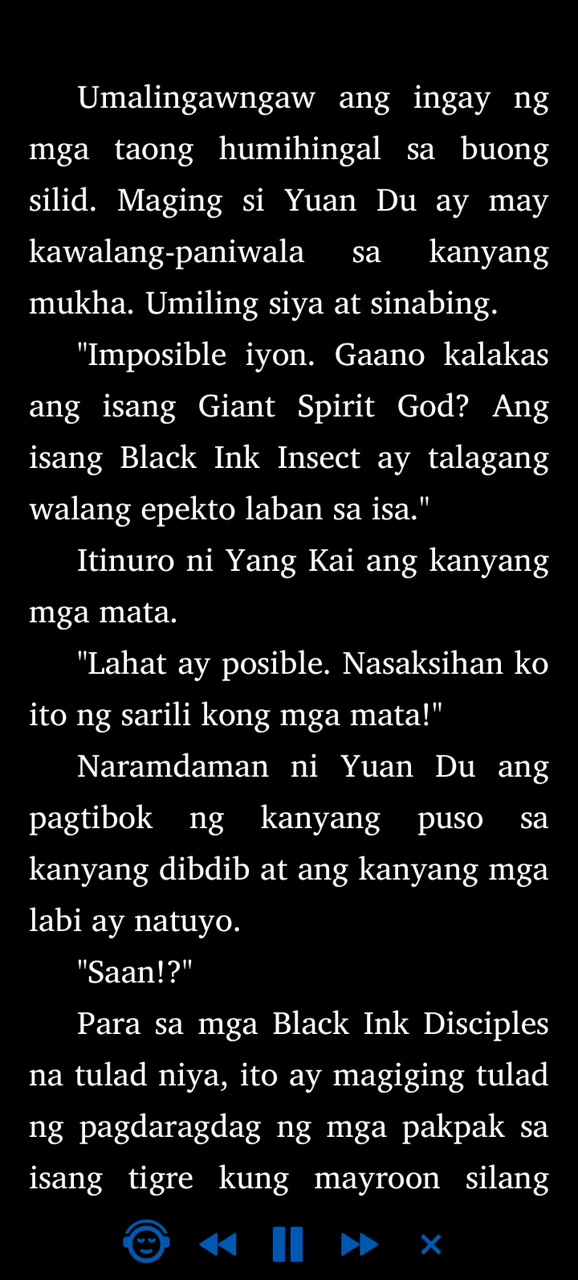 Umalingawngaw ang ingay ng
mga taong humihingal sa buong
silid. Maging si Yuan Du ay may
kawalang-paniwala sa kanyang
mukha. Umiling siya at sinabing.
"Imposible iyon. Gaano kalakas
ang isang Giant Spirit God? Ang
isang Black Ink Insect ay talagang
walang epekto laban sa isa."
Itinuro ni Yang Kai ang kanyang
mga mata.
"Lahat ay posible. Nasaksihan ko
ito ng sarili kong mga mata!"
Naramdaman ni Yuan Du ang
pagtibok ng kanyang puso sa
kanyang dibdib at ang kanyang mga
labi ay natuyo.
"Saan!?"
Para sa mga Black Ink Disciples
na tulad niya, ito ay magiging tulad
ng pagdaragdag ng mga pakpak sa
isang tigre kung mayroon silang